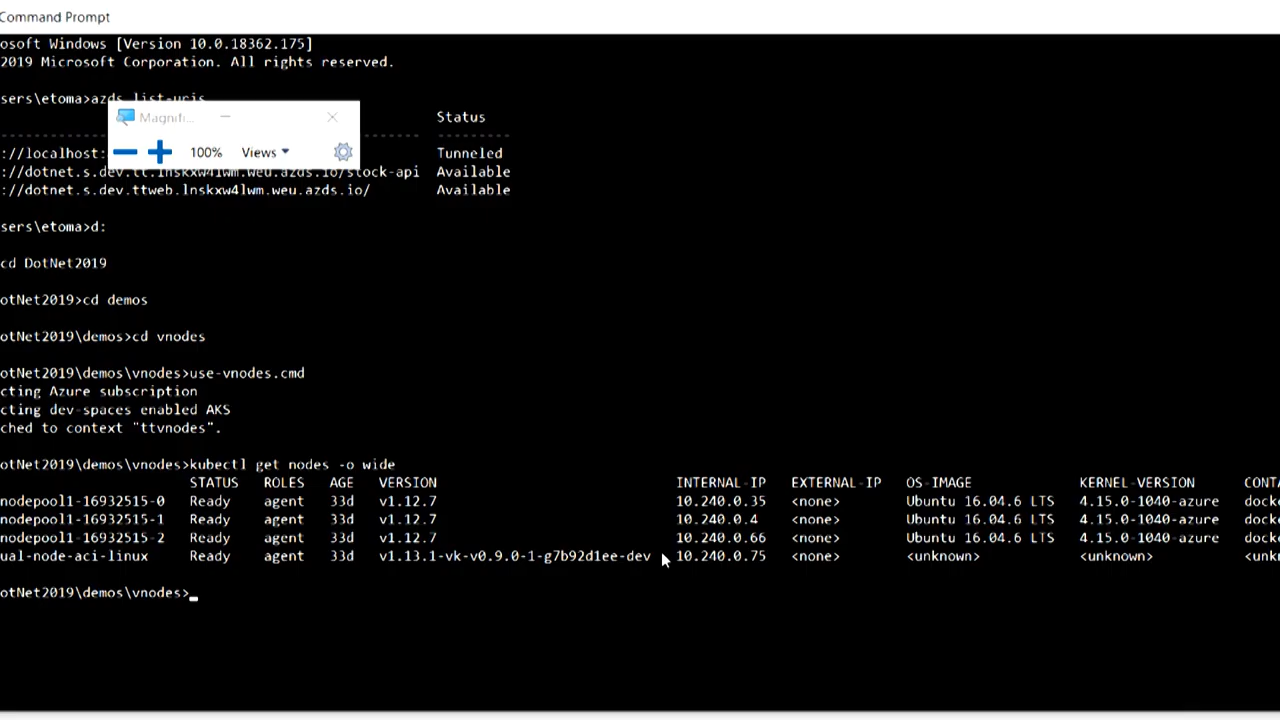 Command Prompt
osoft Windows [Version 10.0.18362.175]
2019 Microsoft Corporation. All rights reserved.
sers\etoma>azds list-uris
Magnifi...
100% Views
Status
://localhost: Tunneled
://dotnet.s.dev.tt.lnskxw4lwm.weu.azds.io/stock-api Available
://dotnet.s.dev.ttweb.lnskxw4lwm.weu.azds.io/ Available
sers\etoma>d:
cd DotNet2019
otNet2019>cd demos
otNet2019\demos>cd vnodes
otNet2019\demos\vnodes>use-vnodes.cmd
cting Azure subscription
cting dev-spaces enabled AKS
ched to context "ttvnodes".
otNet2019\demos\vnodes>kubectl get nodes -o wide
STATUS ROLES AGE VERSION INTERNAL-IP EXTERNAL-IP OS-IMAGE KERNEL-VERSION CONTA
nodepool1-16932515-0 Ready agent 33d v1.12.7 10.240.0.35 <none> Ubuntu 16.04.6 LTS 4.15.0-1040-azure docke
nodepool1-16932515-1 Ready agent 33d v1.12.7 10.240.0.4 <none> Ubuntu 16.04.6 LTS 4.15.0-1040-azure docke
nodepool1-16932515-2 Ready agent 33d v1.12.7 10.240.0.66 <none> Ubuntu 16.04.6 LTS 4.15.0-1040-azure docke
ual-node-aci-linux Ready agent 33d v1.13.1-vk-v0.9.0-1-g7b92d1ee-dev 10.240.0.75 <none> <unknown> <unknown> <unk
otNet2019\demos\vnodes>